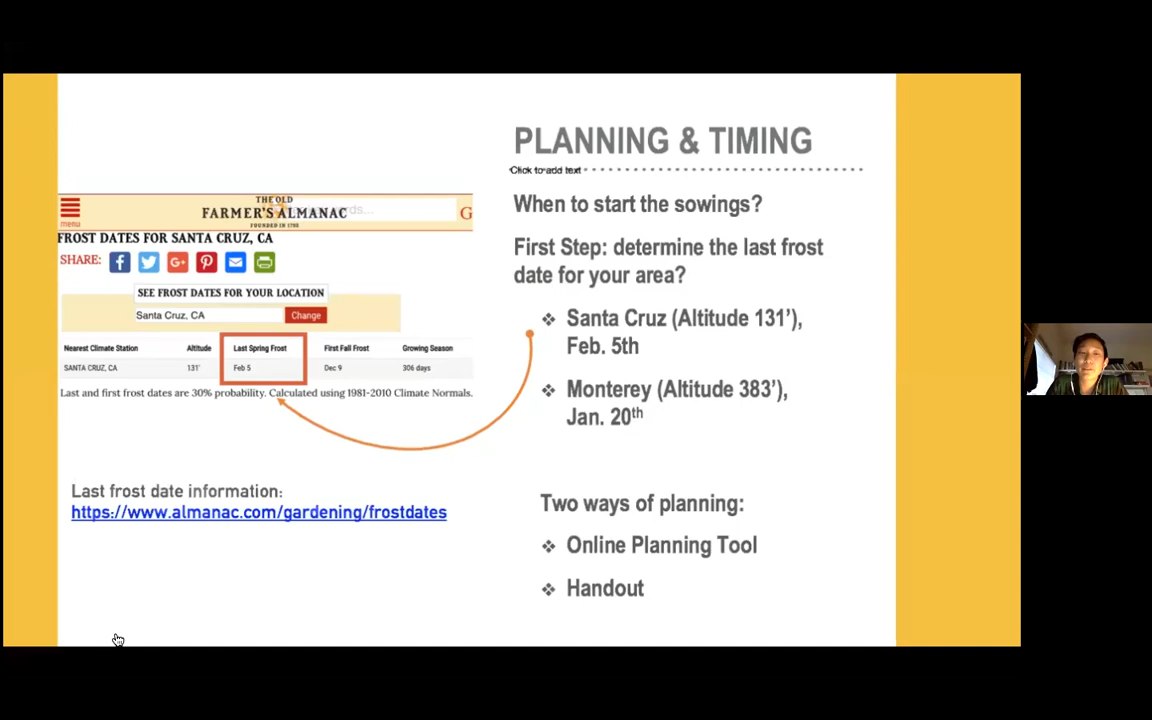 PLANNING & TIMING
Click to add text
When to start the sowings?
First Step: determine the last frost
date for your area?
❖ Santa Cruz (Altitude 131’),
Feb. 5th
❖ Monterey (Altitude 383’),
Jan. 20th
Two ways of planning:
❖ Online Planning Tool
❖ Handout
menu
THE OLD
FARMER'S ALMANAC
FOUNDED IN 1792
G
FROST DATES FOR SANTA CRUZ, CA
SHARE:
SEE FROST DATES FOR YOUR LOCATION
Santa Cruz, CA Change
Nearest Climate Station Altitude Last Spring Frost First Fall Frost Growing Season
SANTA CRUZ, CA 131' Feb 5 Dec 9 306 days
Last and first frost dates are 30% probability. Calculated using 1981-2010 Climate Normals.
Last frost date information:
https://www.almanac.com/gardening/frostdates